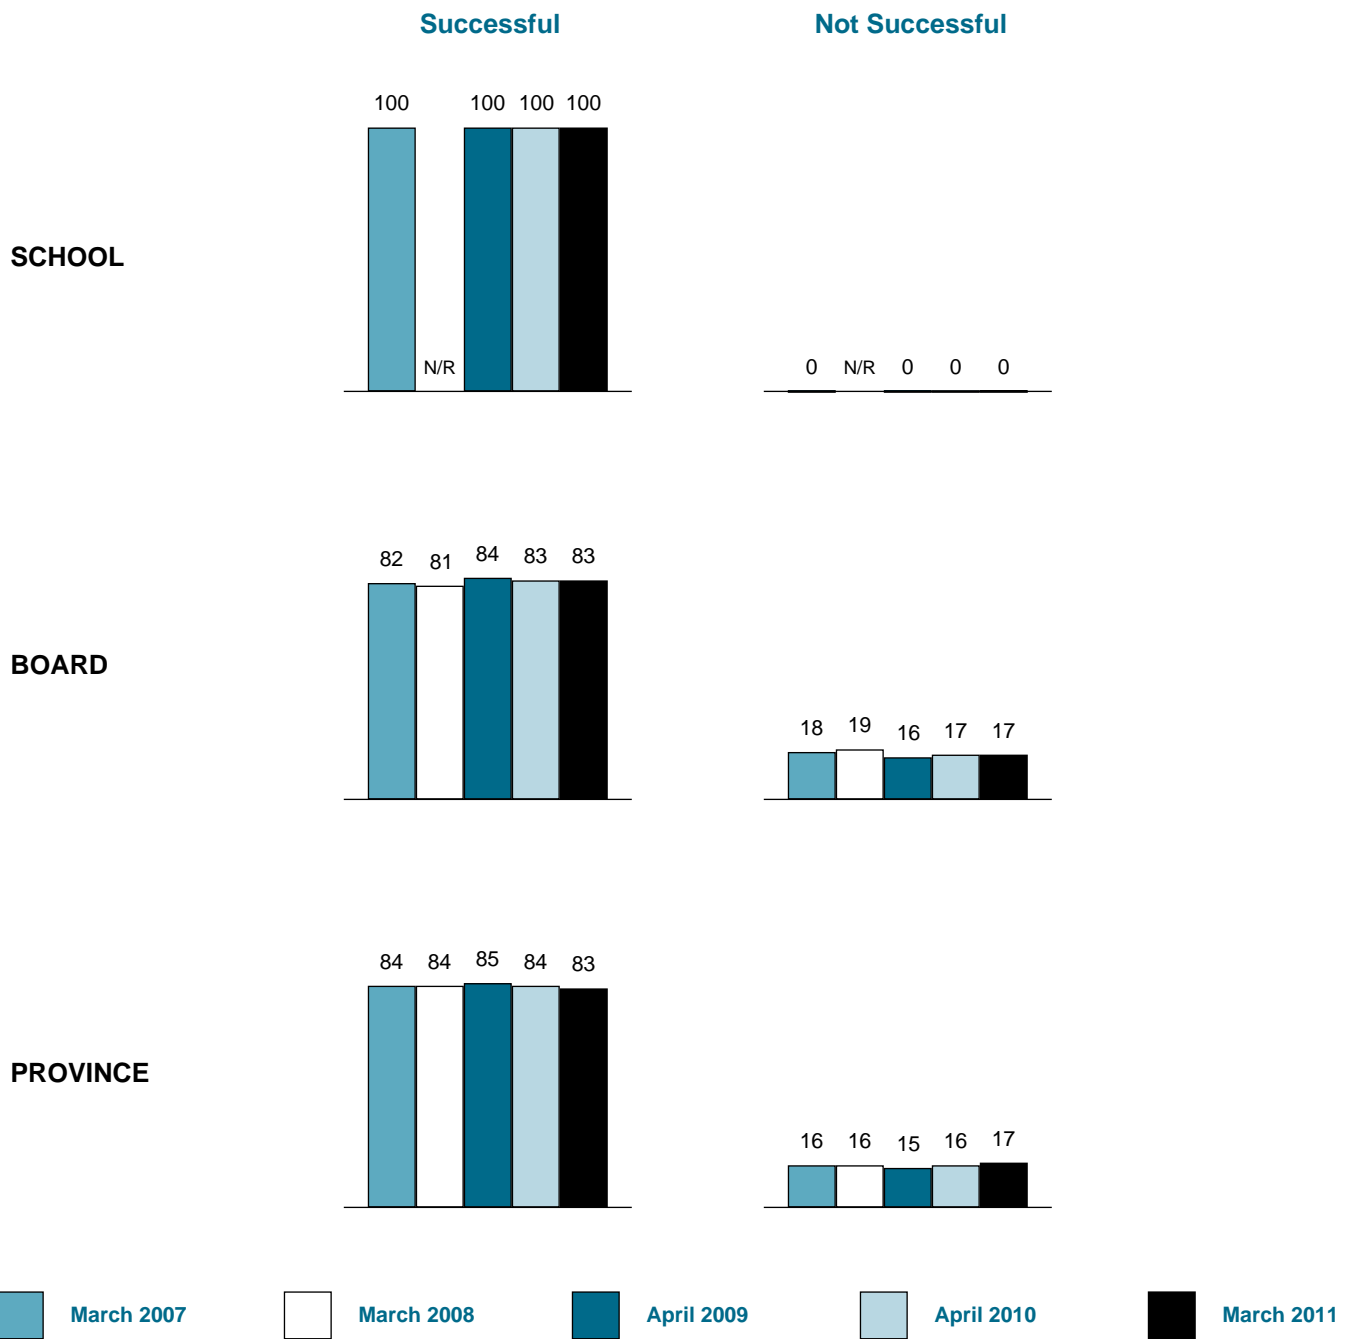 Successful Not Successful
100 100 100 100
SCHOOL
N/R 0 N/R 0 0 0
82 81 84 83 83
BOARD
18 19 16 17 17
84 84 85 84 83
PROVINCE
16 16 15 16 17
March 2007 March 2008 April 2009 April 2010 March 2011